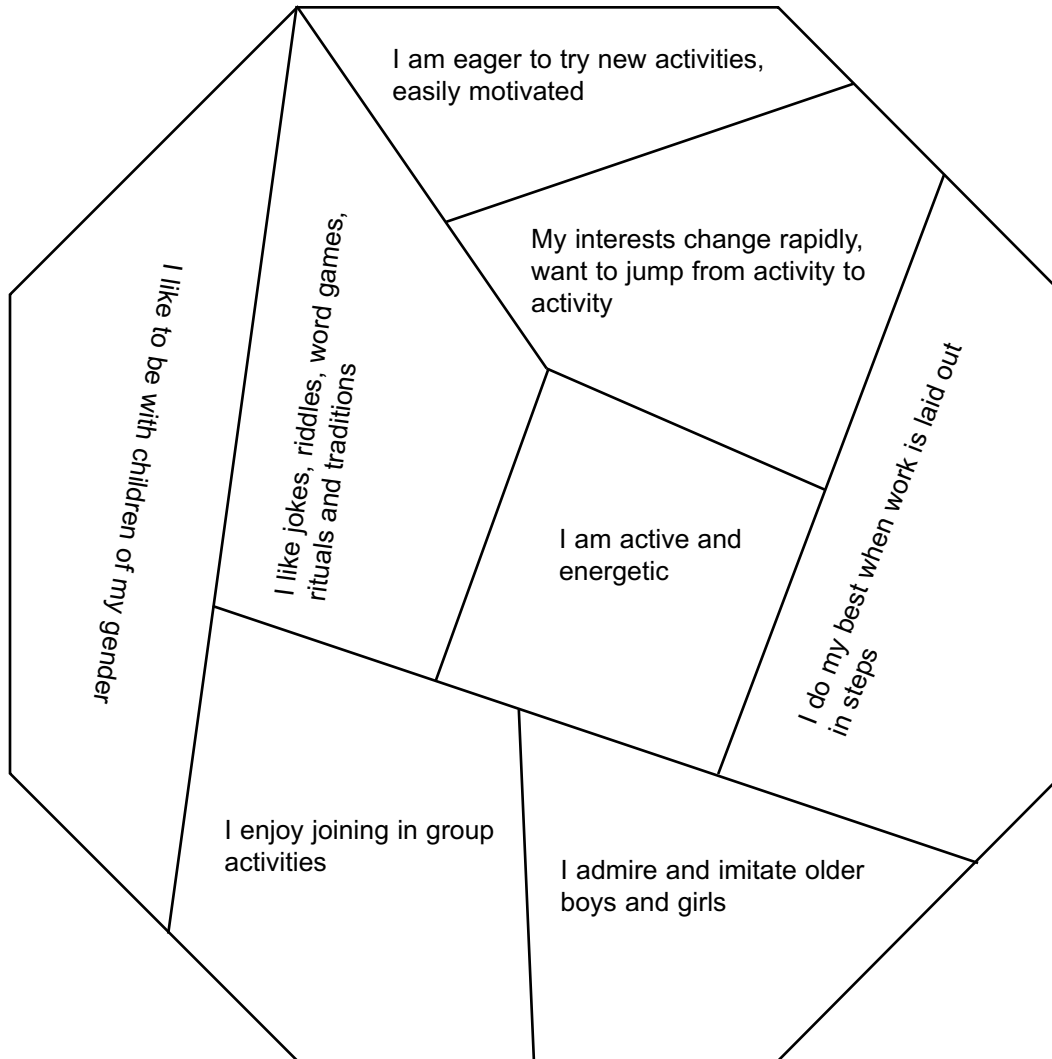 I am eager to try new activities,
easily motivated
My interests change rapidly,
want to jump from activity to
activity
I like to be with children of my gender
I like jokes, riddles, word games,
rituals and traditions
I am active and
energetic
I do my best when work is laid out
in steps
I enjoy joining in group
activities
I admire and imitate older
boys and girls